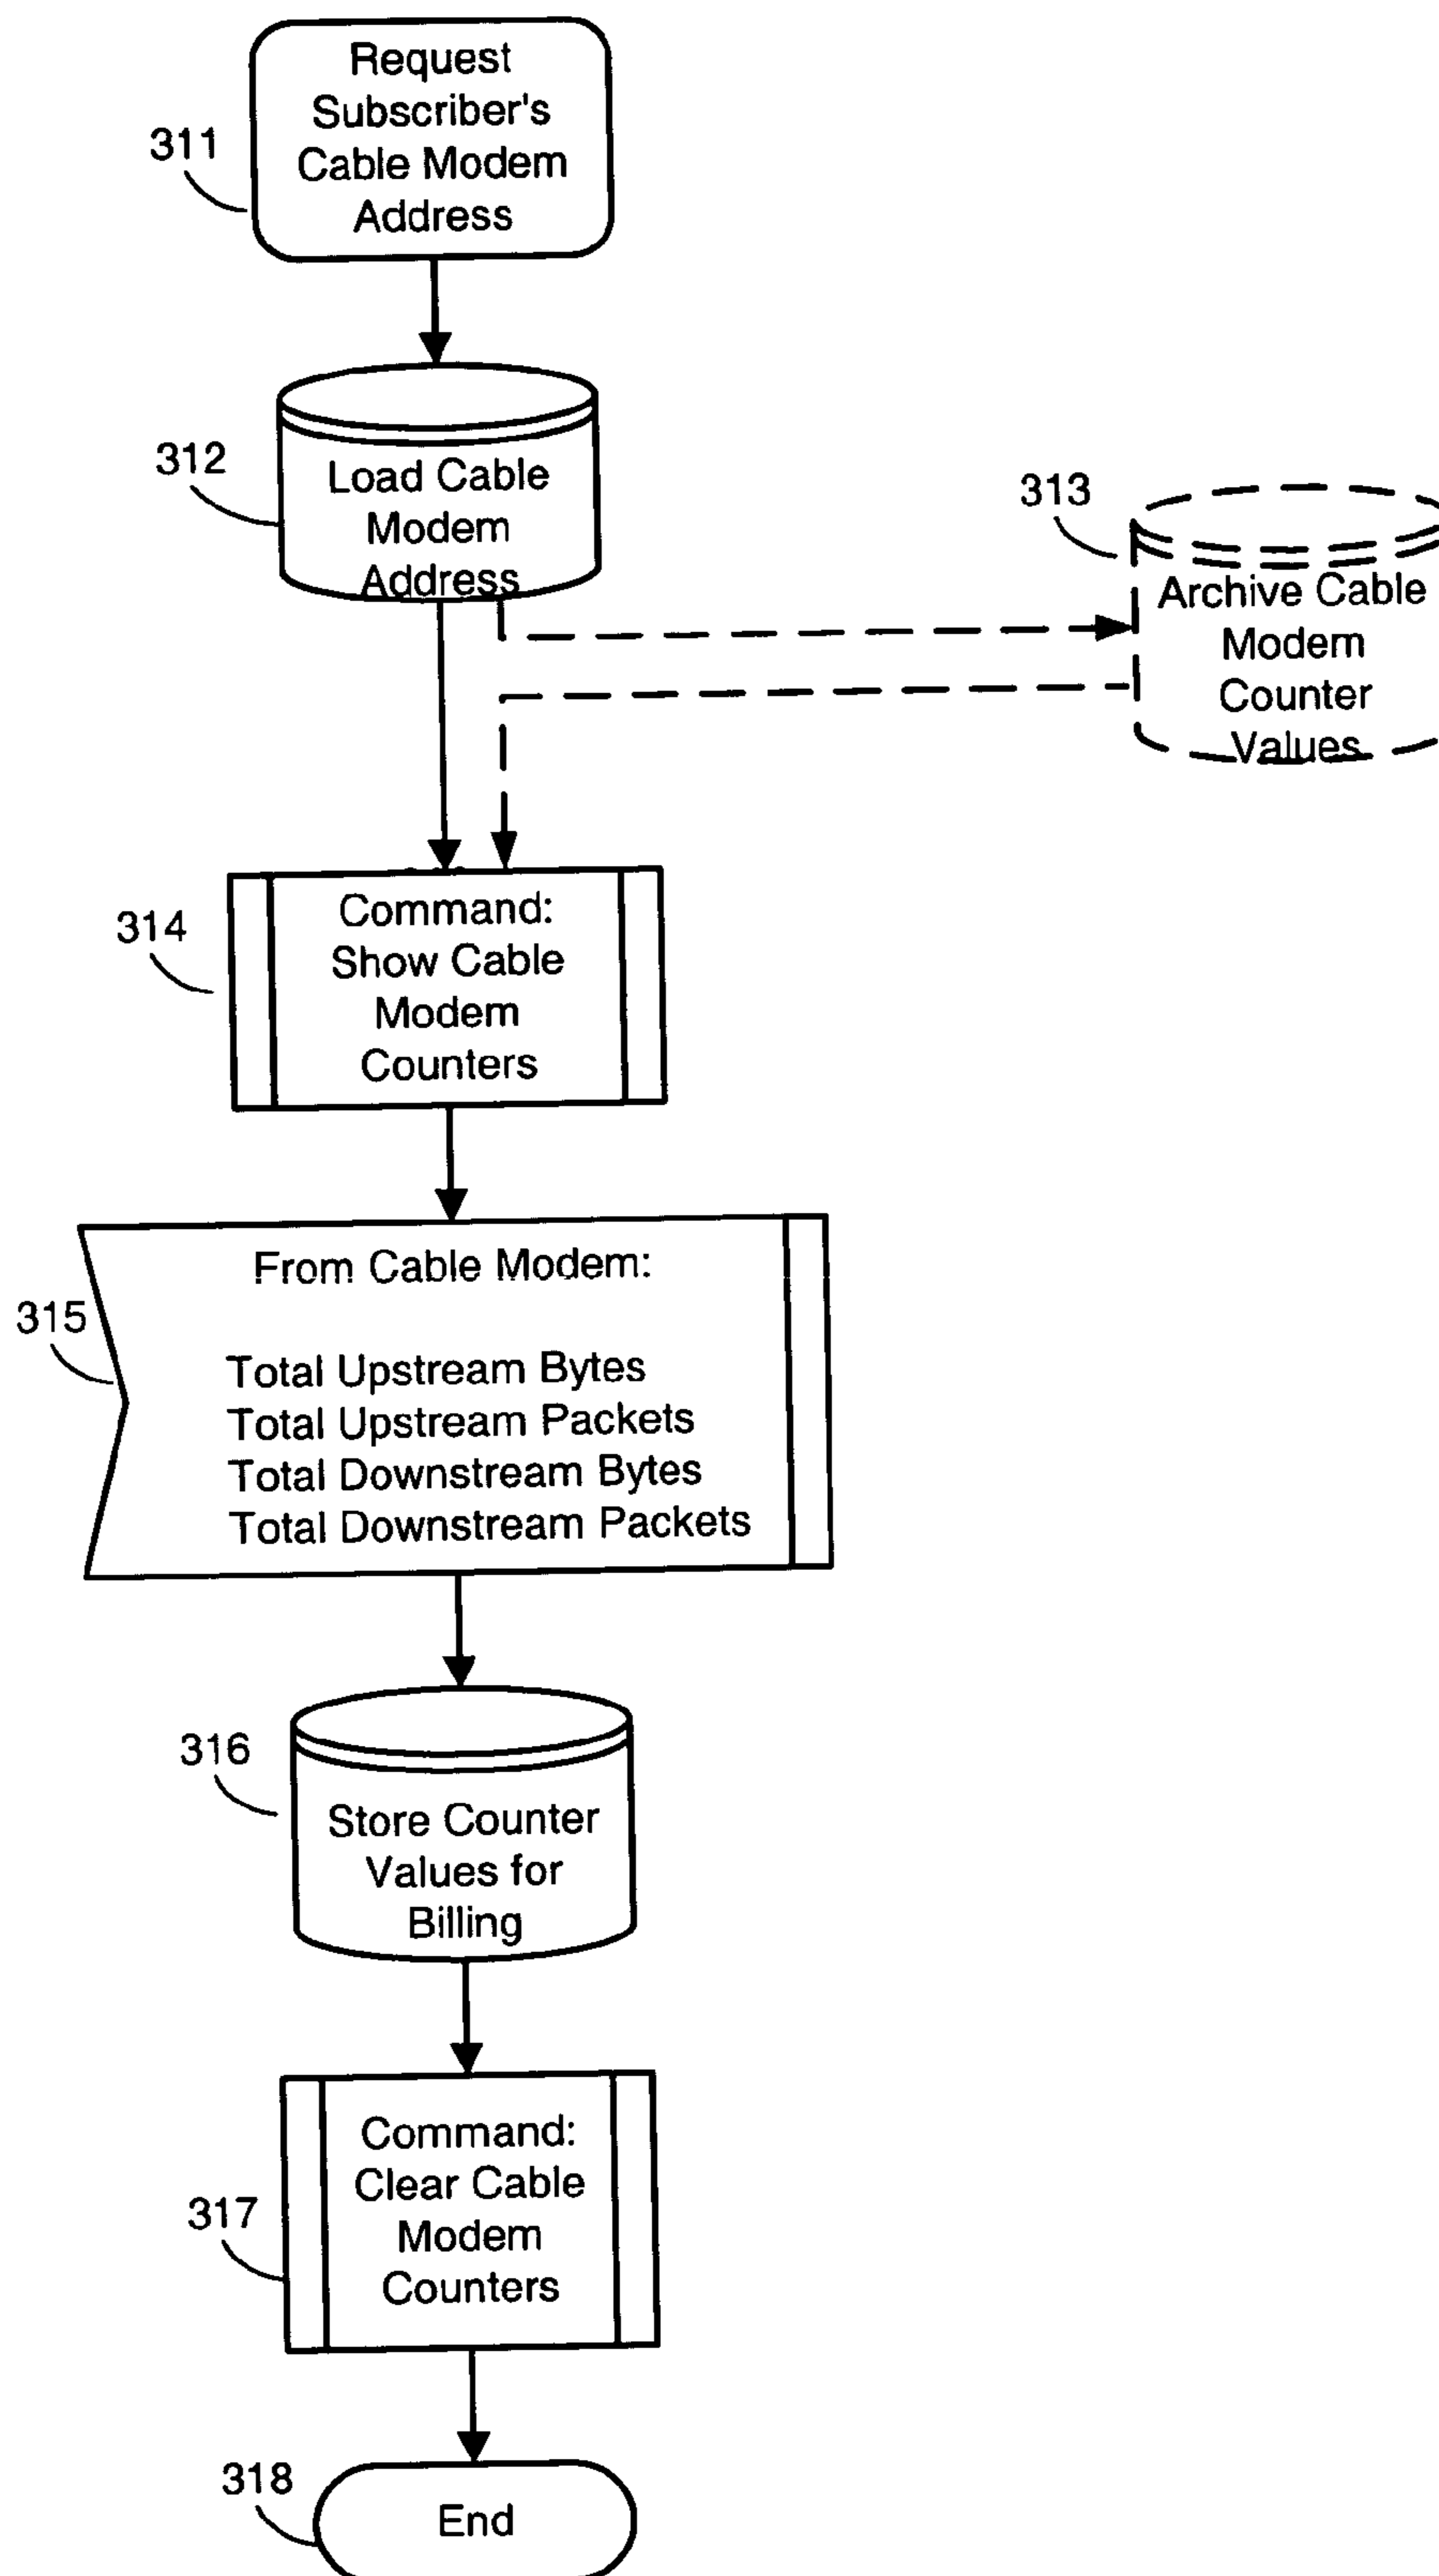 311
Request
Subscriber's
Cable Modem
Address
312
Load Cable
Modem
Address
313
Archive Cable
Modem
Counter
Values
314
Command:
Show Cable
Modem
Counters
315
From Cable Modem:
Total Upstream Bytes
Total Upstream Packets
Total Downstream Bytes
Total Downstream Packets
316
Store Counter
Values for
Billing
317
Command:
Clear Cable
Modem
Counters
318
End